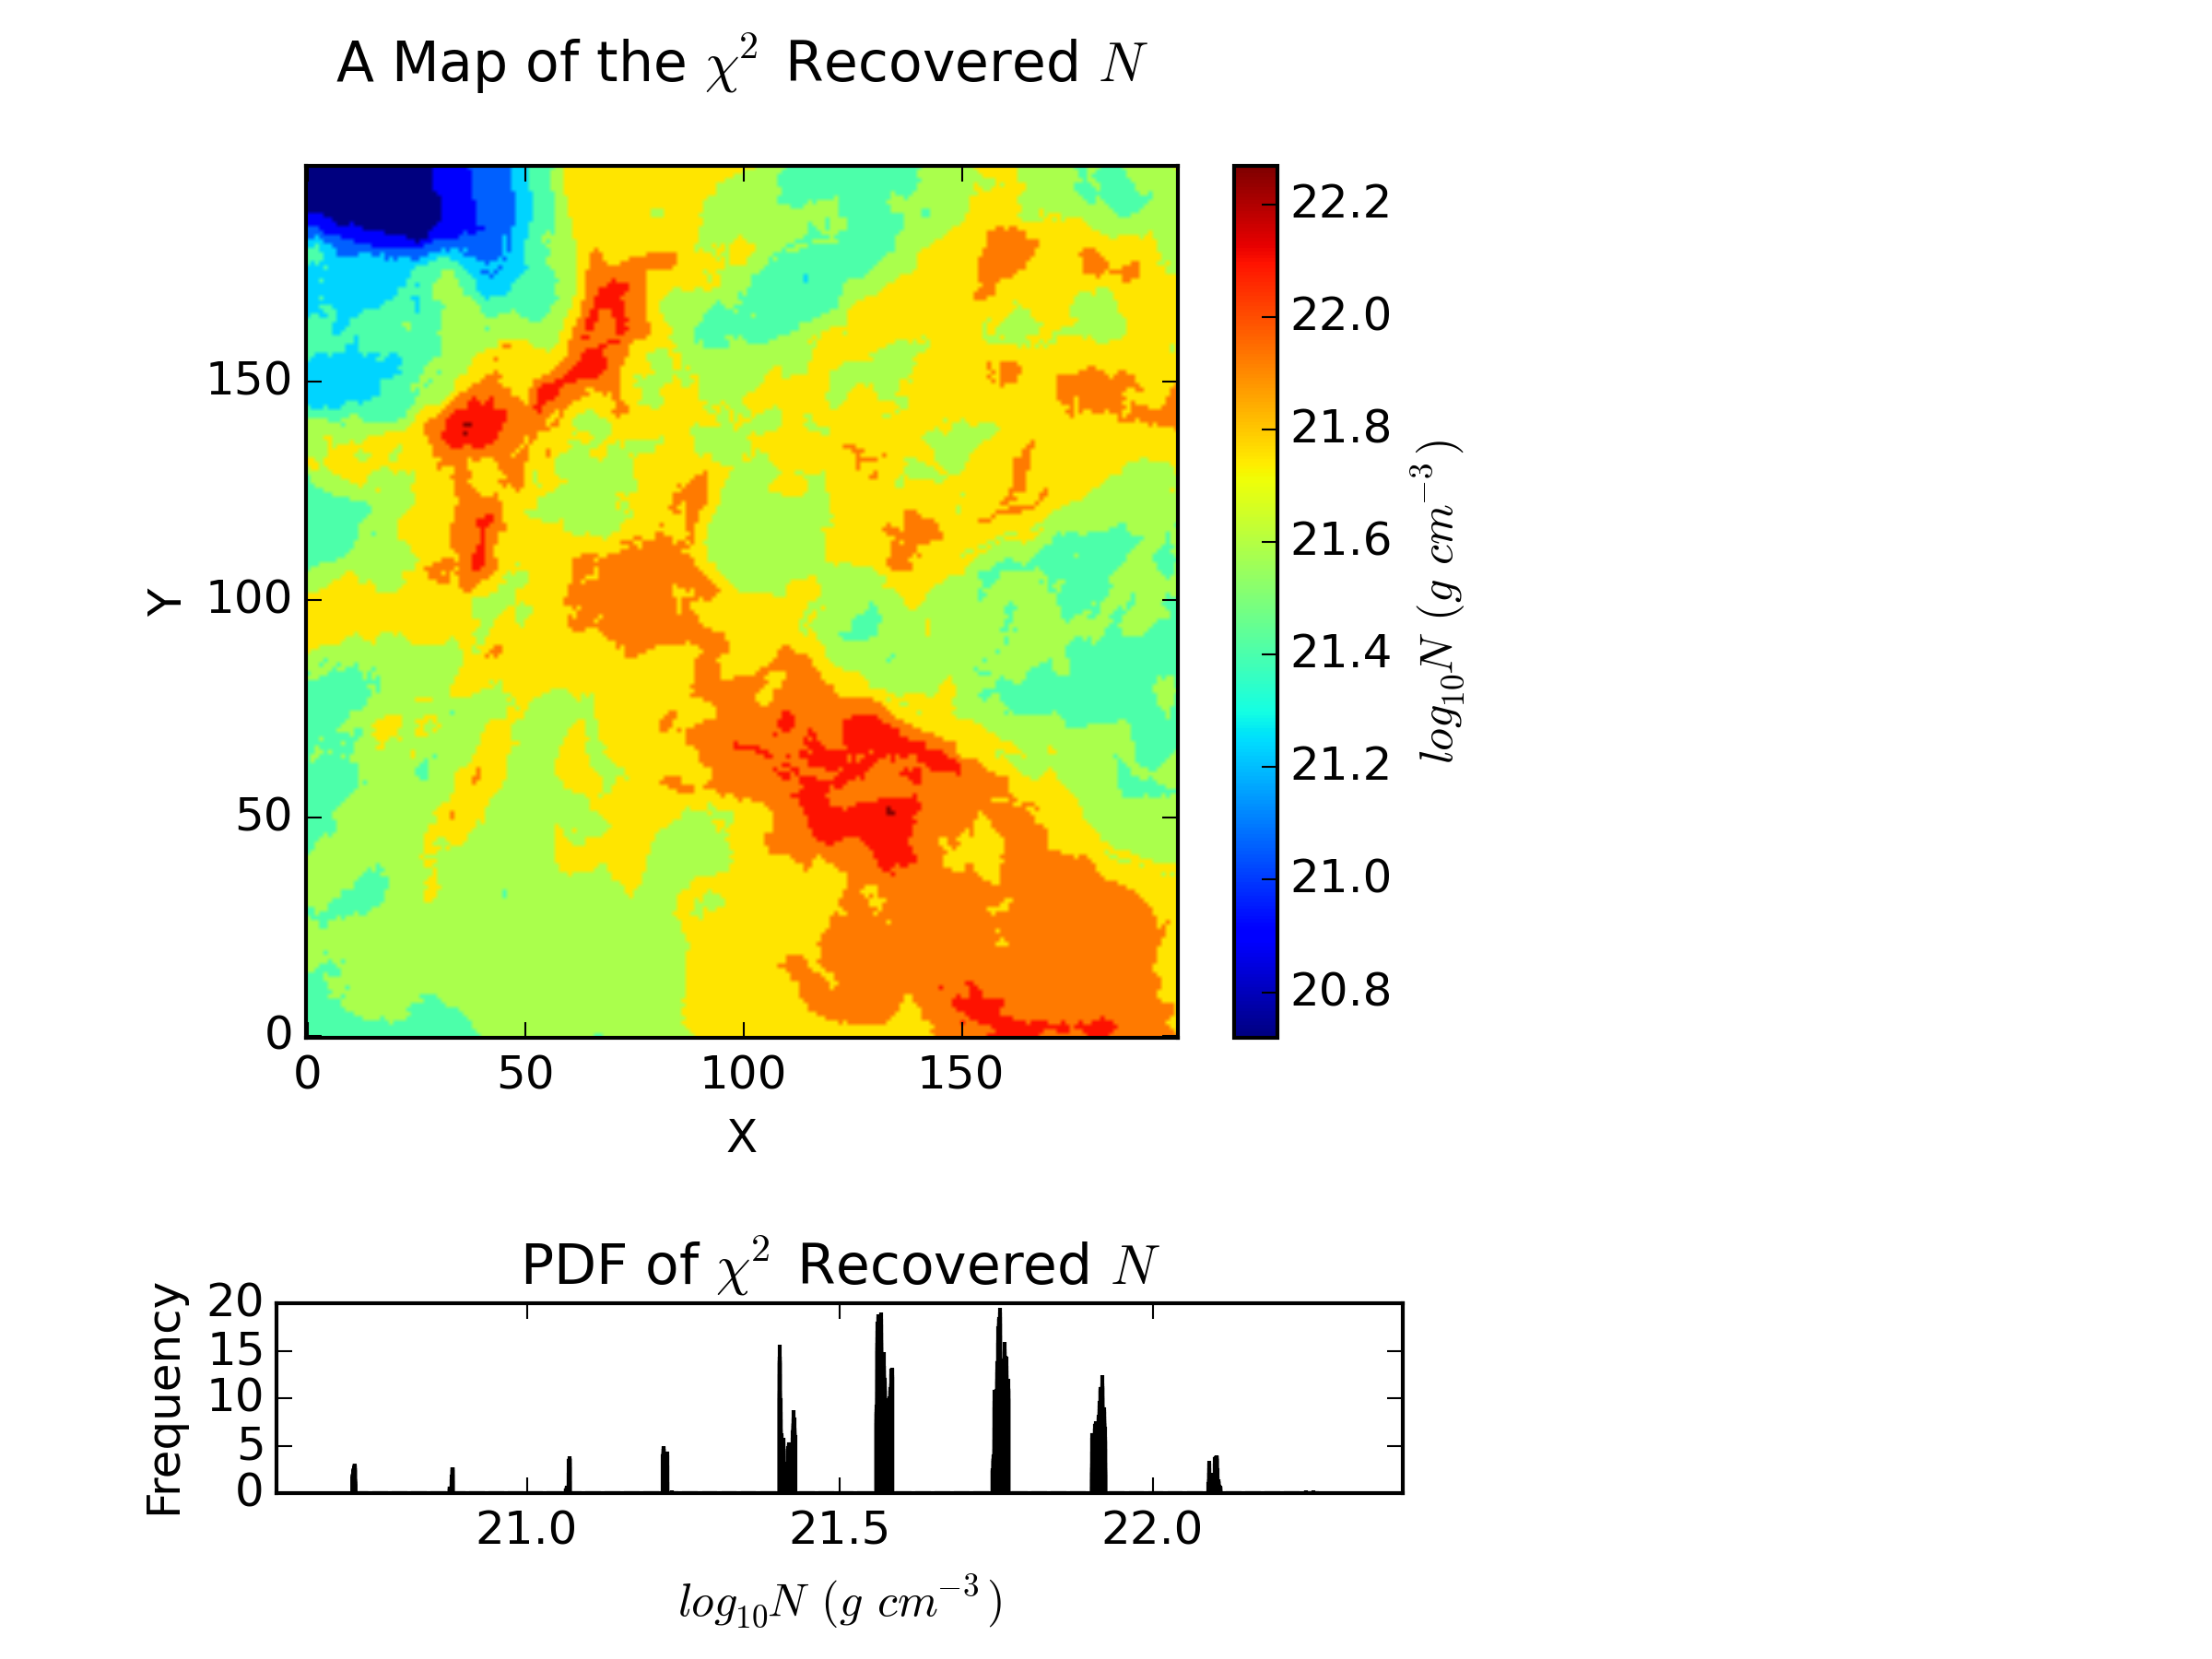 A Map of the χ² Recovered N
Y
150
100
50
0
0 50 100 150
X
22.2
22.0
21.8
21.6
21.4
21.2
21.0
20.8
log₁₀N (g cm⁻³)
PDF of χ² Recovered N
Frequency
20
15
10
5
0
21.0 21.5 22.0
log₁₀N (g cm⁻³)